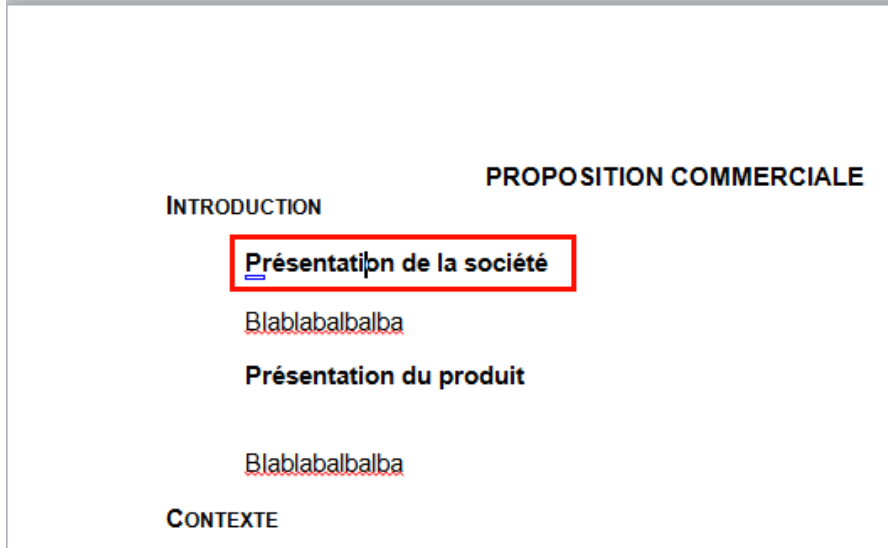 PROPOSITION COMMERCIALE
INTRODUCTION
Présentation de la société
Blablabalbalba
Présentation du produit
Blablabalbalba
CONTEXTE